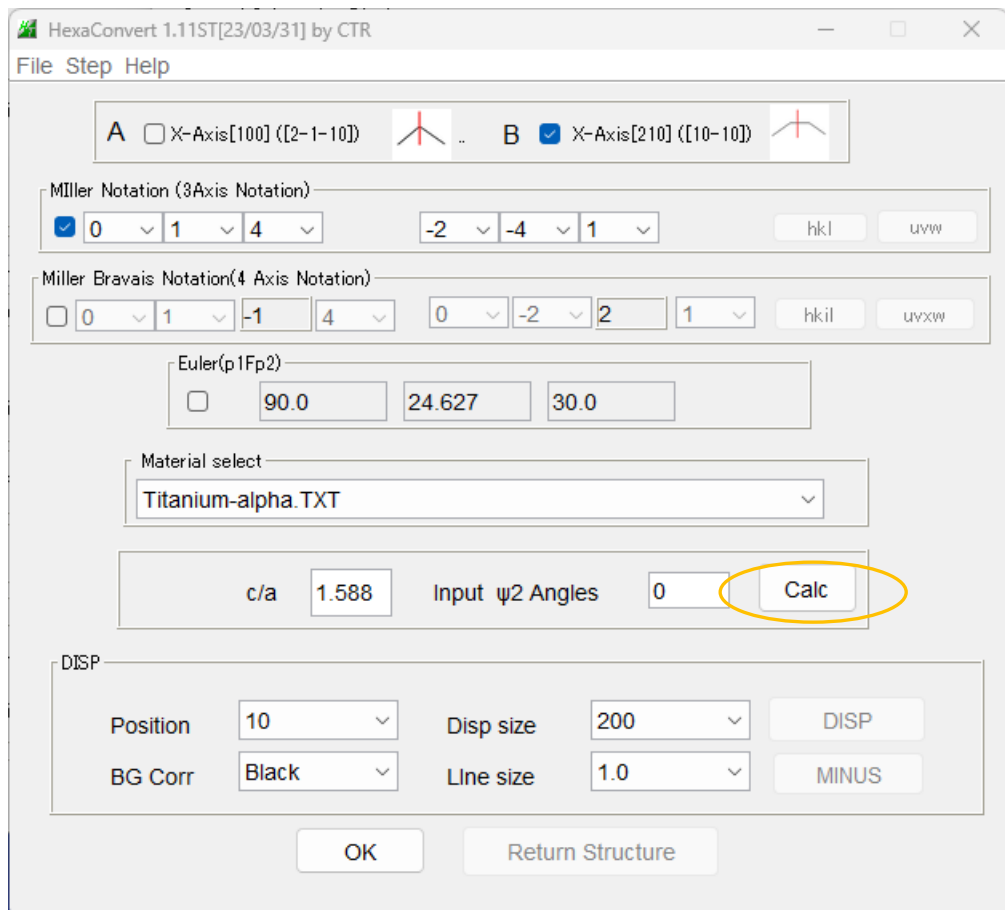 HexaConvert 1.11ST[23/03/31] by CTR
File Step Help
A X-Axis[100] ([2-1-10]) .. B X-Axis[210] ([10-10])
MIller Notation (3Axis Notation)
0 1 4 -2 -4 1 hkl uvw
Miller Bravais Notation(4 Axis Notation)
0 1 -1 4 0 -2 2 1 hkil uvxw
Euler(p1Fp2)
90.0 24.627 30.0
Material select
Titanium-alpha.TXT
c/a 1.588 Input ψ2 Angles 0 Calc
DISP
Position 10 Disp size 200 DISP
BG Corr Black LIne size 1.0 MINUS
OK Return Structure